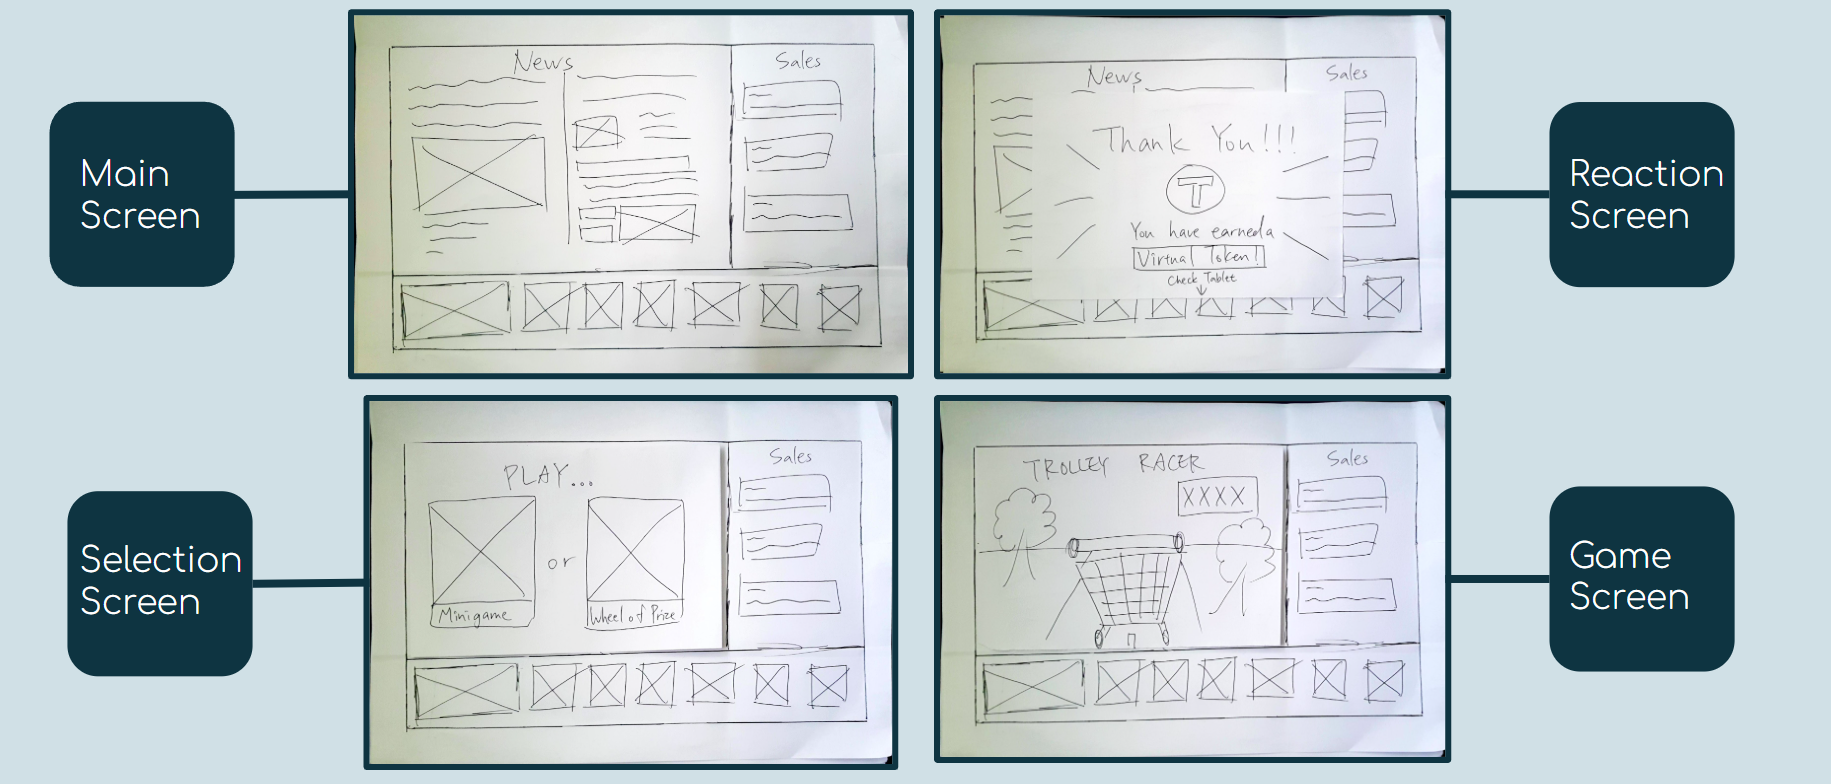 Main
Screen
News
Sales
Reaction
Screen
News
Sales
Thank You!!!
T
You have earned a
Virtual Token!
Check Tablet
Selection
Screen
PLAY...
Minigame
or
Wheel of Prize
Sales
Game
Screen
TROLLEY RACER
XXXX
Sales